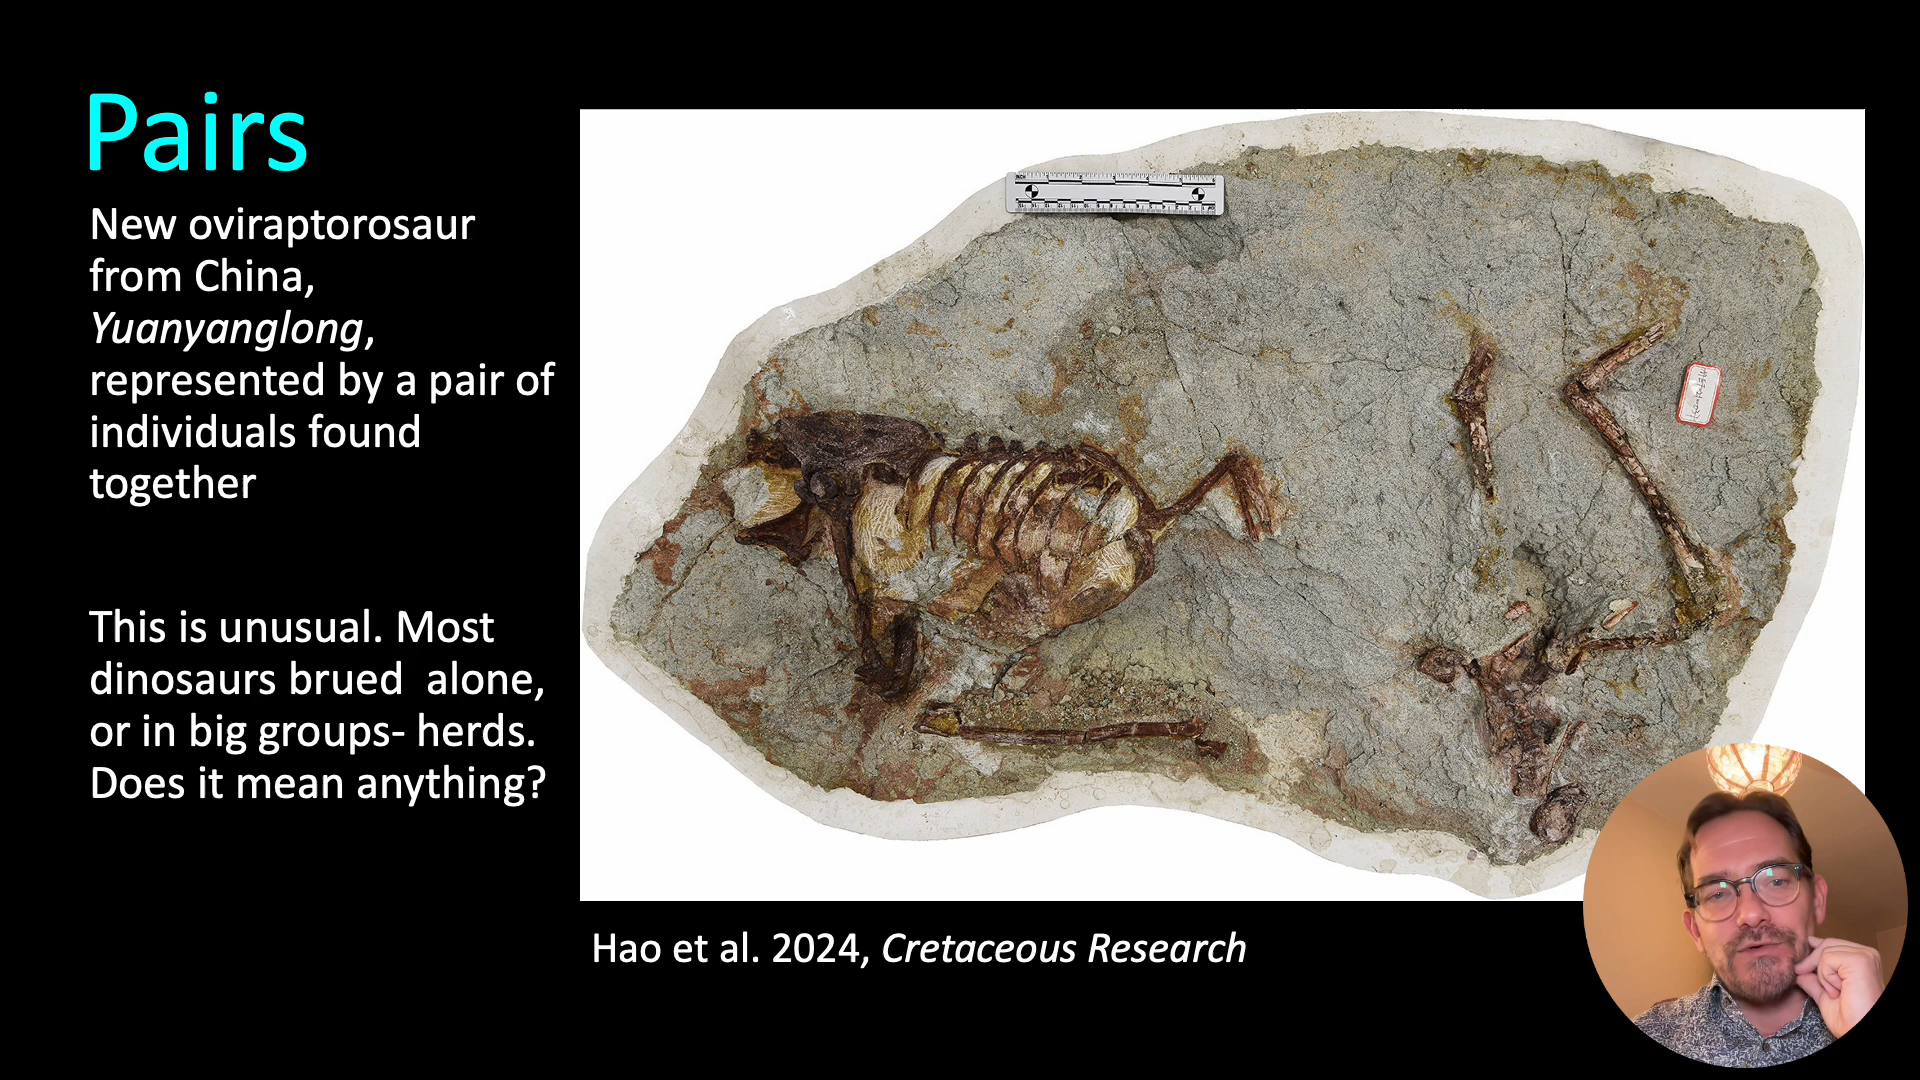 Pairs
New oviraptorosaur
from China,
Yuanyanglong,
represented by a pair of
individuals found
together
This is unusual. Most
dinosaurs brued  alone,
or in big groups- herds.
Does it mean anything?
Hao et al. 2024, Cretaceous Research